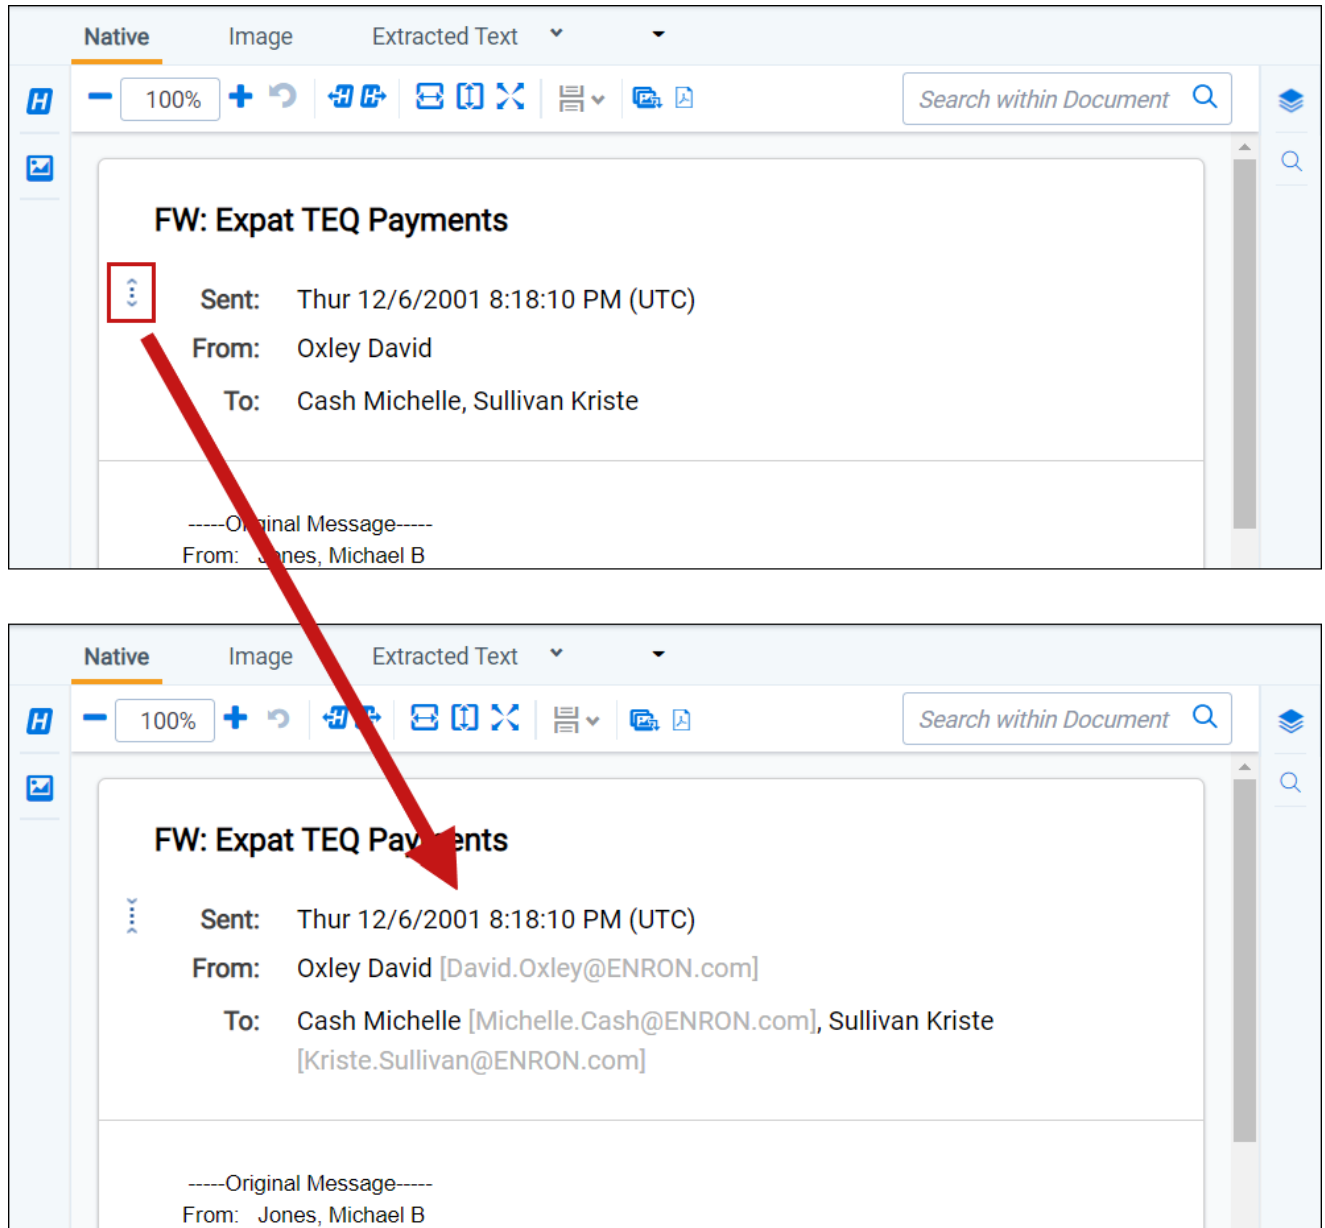 Native Image Extracted Text
100% Search within Document
FW: Expat TEQ Payments
Sent: Thur 12/6/2001 8:18:10 PM (UTC)
From: Oxley David
To: Cash Michelle, Sullivan Kriste
-----Original Message-----
From: Jones, Michael B
Native Image Extracted Text
100% Search within Document
FW: Expat TEQ Payments
Sent: Thur 12/6/2001 8:18:10 PM (UTC)
From: Oxley David [David.Oxley@ENRON.com]
To: Cash Michelle [Michelle.Cash@ENRON.com], Sullivan Kriste
[Kriste.Sullivan@ENRON.com]
-----Original Message-----
From: Jones, Michael B